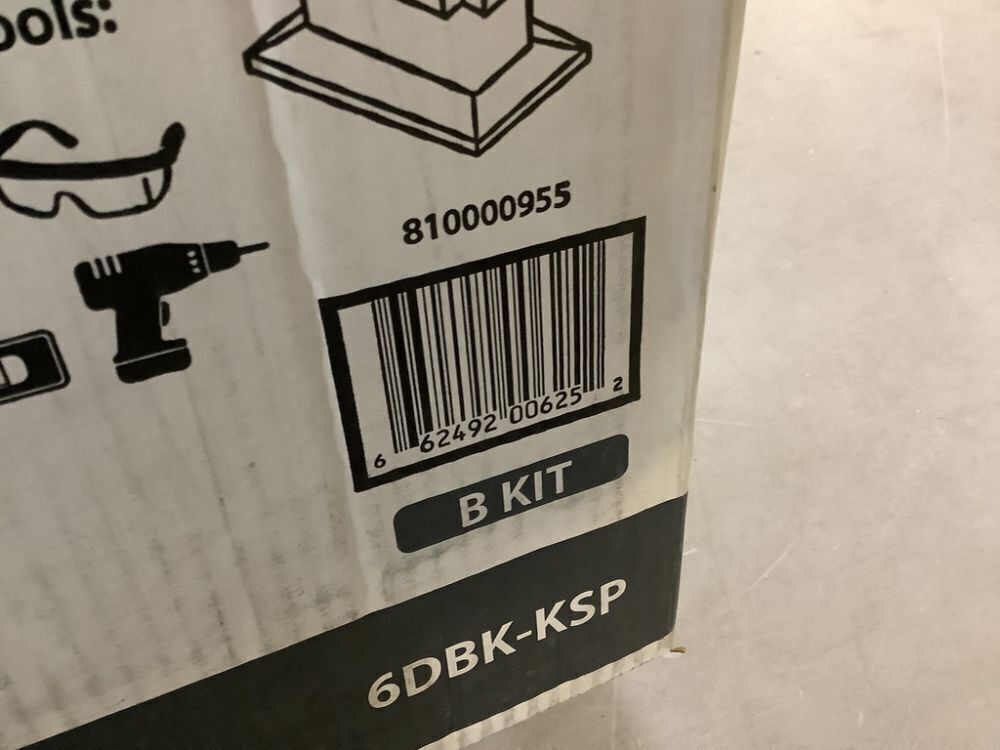 ools:
810000955
6 62492 00625 2
B KIT
6DBK-KSP